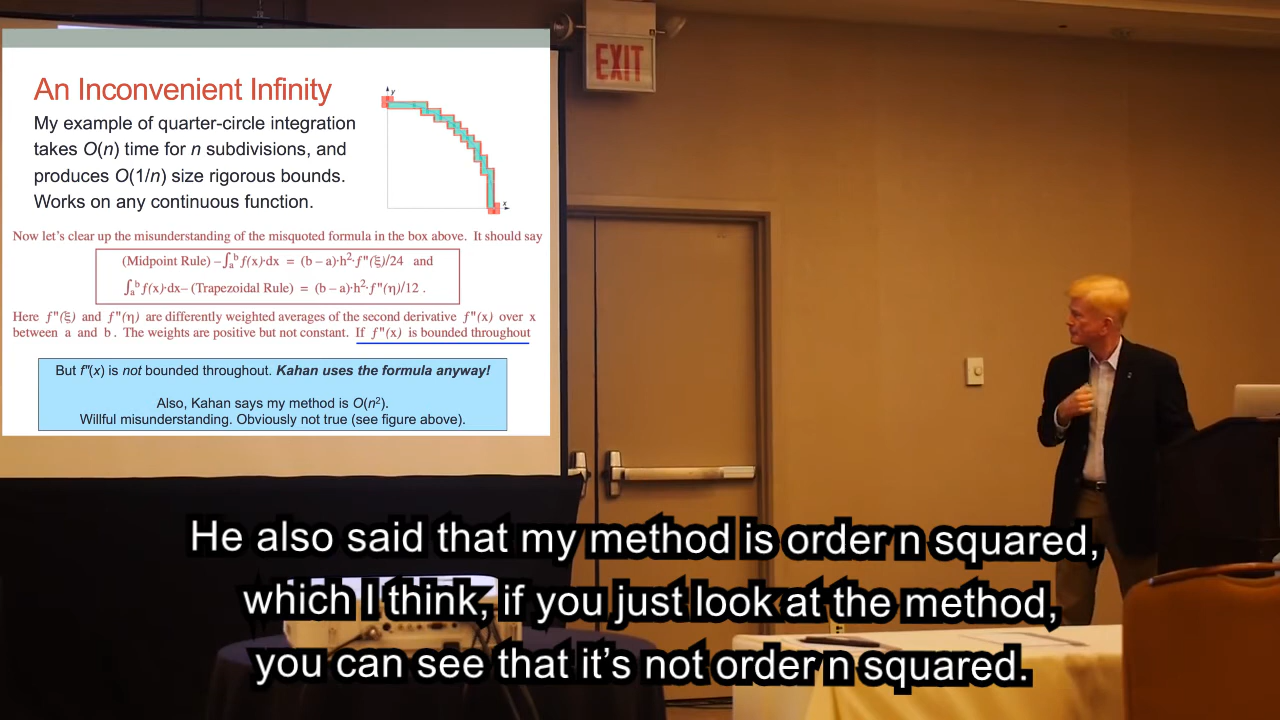 An Inconvenient Infinity
My example of quarter-circle integration
takes O(n) time for n subdivisions, and
produces O(1/n) size rigorous bounds.
Works on any continuous function.
y
x
Now let's clear up the misunderstanding of the misquoted formula in the box above. It should say
(Midpoint Rule) – ∫ₐᵇ f(x)·dx = (b – a)·h²·f"(ξ)/24 and
∫ₐᵇ f(x)·dx – (Trapezoidal Rule) = (b – a)·h²·f"(η)/12 .
Here f"(ξ) and f"(η) are differently weighted averages of the second derivative f"(x) over x
between a and b . The weights are positive but not constant. If f"(x) is bounded throughout
But f"(x) is not bounded throughout. Kahan uses the formula anyway!
Also, Kahan says my method is O(n²).
Willful misunderstanding. Obviously not true (see figure above).
EXIT
He also said that my method is order n squared,
which I think, if you just look at the method,
you can see that it's not order n squared.